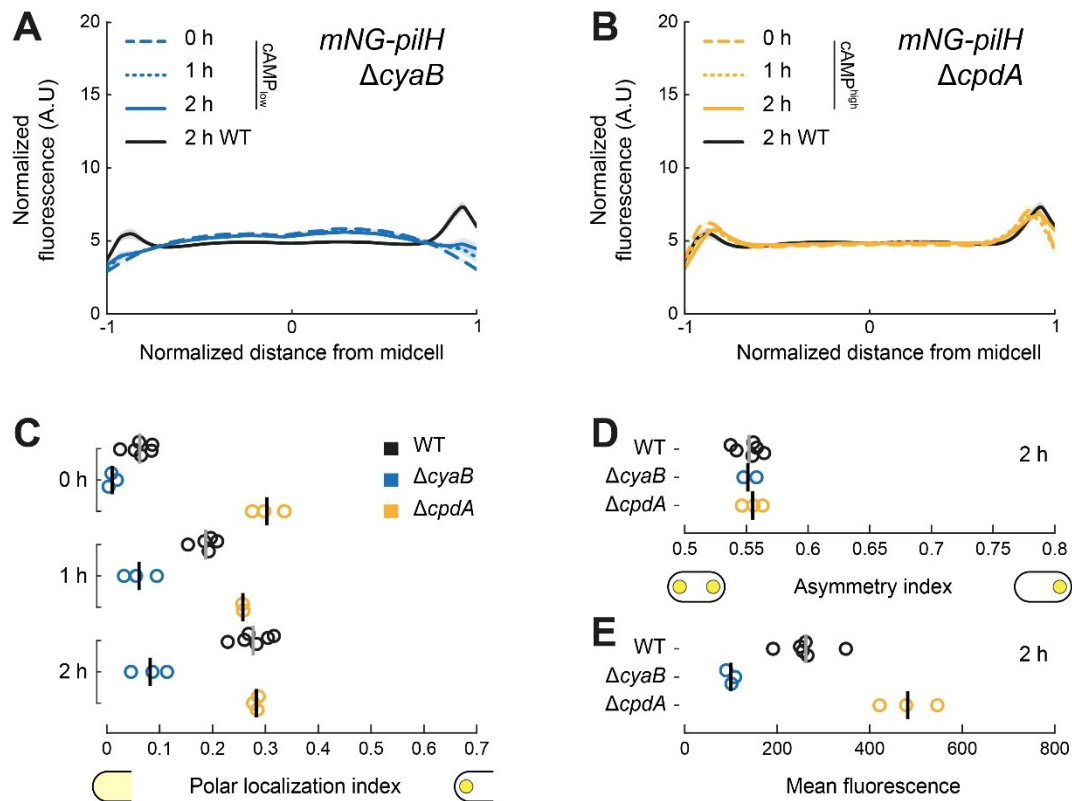 A
20
15
10
5
0
Normalized
fluorescence (A.U)
0 h
1 h
2 h
2 h WT
cAMPlow
mNG-pilH
ΔcyaB
-1
0
1
Normalized distance from midcell
B
20
15
10
5
0
Normalized
fluorescence (A.U)
0 h
1 h
2 h
2 h WT
cAMPhigh
mNG-pilH
ΔcpdA
-1
0
1
Normalized distance from midcell
C
WT
ΔcyaB
ΔcpdA
0 h
1 h
2 h
0 0.1 0.2 0.3 0.4 0.5 0.6 0.7
Polar localization index
D
WT
ΔcyaB
ΔcpdA
2 h
0.5 0.55 0.6 0.65 0.7 0.75 0.8
Asymmetry index
E
WT
ΔcyaB
ΔcpdA
2 h
0 200 400 600 800
Mean fluorescence